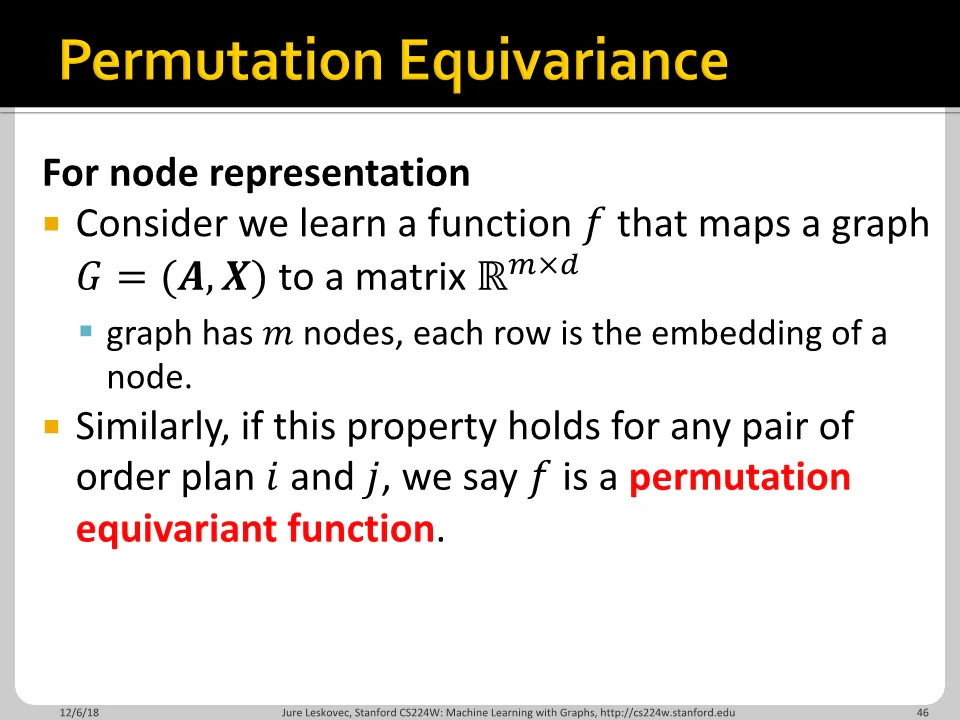 Permutation Equivariance
For node representation
▪ Consider we learn a function 𝑓 that maps a graph
𝐺 = (𝑨, 𝑿) to a matrix ℝ^{𝑚×𝑑}
▪ graph has 𝑚 nodes, each row is the embedding of a
node.
▪ Similarly, if this property holds for any pair of
order plan 𝑖 and 𝑗, we say 𝑓 is a permutation
equivariant function.
12/6/18 Jure Leskovec, Stanford CS224W: Machine Learning with Graphs, http://cs224w.stanford.edu 46